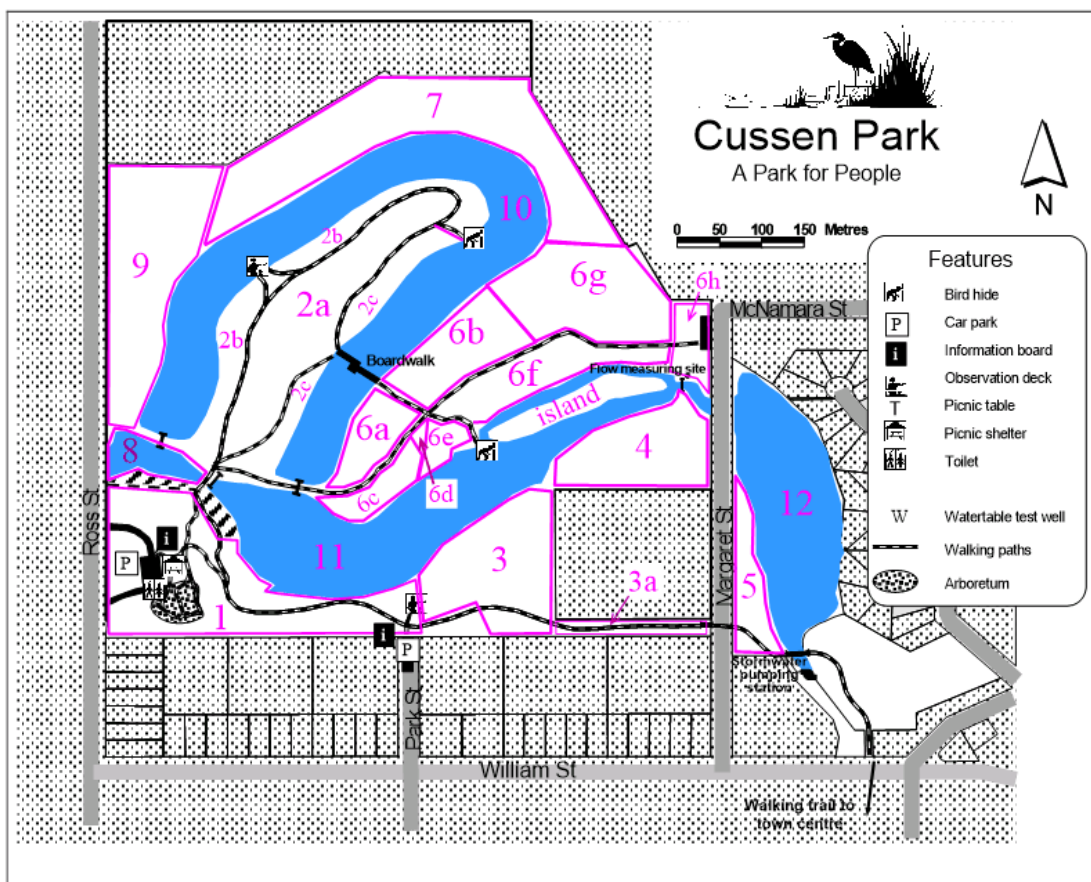 Cussen Park
A Park for People
N
0 50 100 150 Metres
Features
Bird hide
P Car park
i Information board
Observation deck
T Picnic table
Picnic shelter
Toilet
W Watertable test well
Walking paths
Arboretum
7
10
2b
9
6g
6h
McNamara St
2a
2c
6b
2b
Boardwalk
Flow measuring site
6f
island
2c
6a
6e
4
8
6d
6c
12
Ross St
i
P
11
3
Margaret St
5
3a
1
i
P
Stormwater
pumping
station
Park St
William St
Walking trail to
town centre